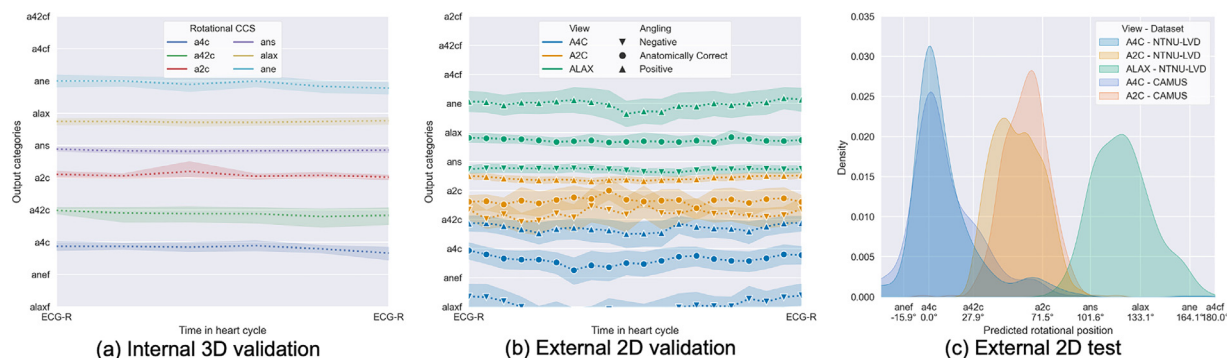 a42cf
a4cf
ane
alax
ans
a2c
a42c
a4c
anef
alaxf
Output categories
Rotational CCS
a4c
a42c
a2c
ans
alax
ane
ECG-R
ECG-R
Time in heart cycle
(a) Internal 3D validation
a2cf
a42cf
a4cf
ane
alax
ans
a2c
a42c
a4c
anef
alaxf
Output categories
View
A4C
A2C
ALAX
Angling
Negative
Anatomically Correct
Positive
ECG-R
ECG-R
Time in heart cycle
(b) External 2D validation
0.035
0.030
0.025
0.020
0.015
0.010
0.005
0.000
Density
View - Dataset
A4C - NTNU-LVD
A2C - NTNU-LVD
ALAX - NTNU-LVD
A4C - CAMUS
A2C - CAMUS
anef a4c a42c a2c ans alax ane a4cf
-15.9° 0.0° 27.9° 71.5° 101.6° 133.1° 164.1° 180.0°
Predicted rotational position
(c) External 2D test